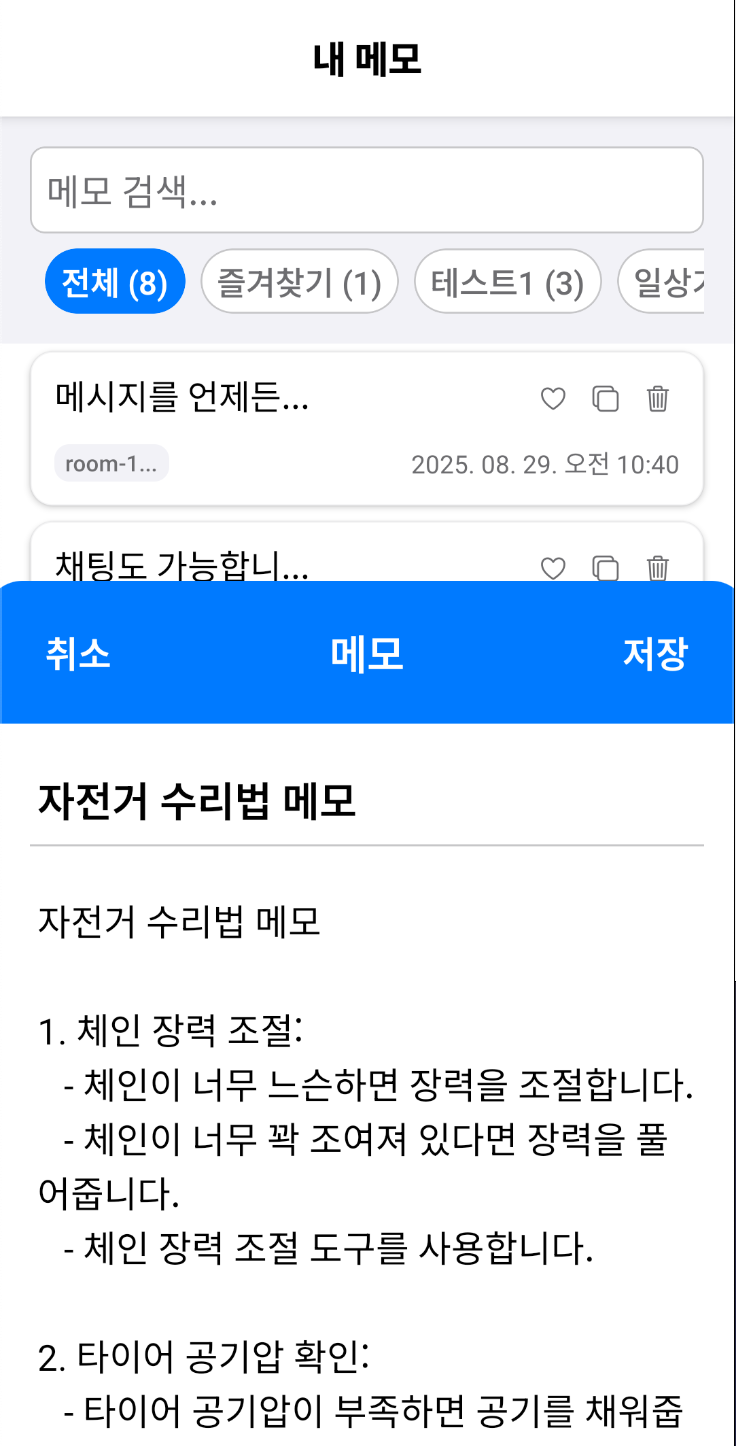 내 메모
메모 검색...
전체 (8) 즐겨찾기 (1) 테스트1 (3) 일상
메시지를 언제든...
room-1... 2025. 08. 29. 오전 10:40
채팅도 가능합니...
취소 메모 저장
자전거 수리법 메모
자전거 수리법 메모
1. 체인 장력 조절:
- 체인이 너무 느슨하면 장력을 조절합니다.
- 체인이 너무 꽉 조여져 있다면 장력을 풀
어줍니다.
- 체인 장력 조절 도구를 사용합니다.
2. 타이어 공기압 확인:
- 타이어 공기압이 부족하면 공기를 채워줍